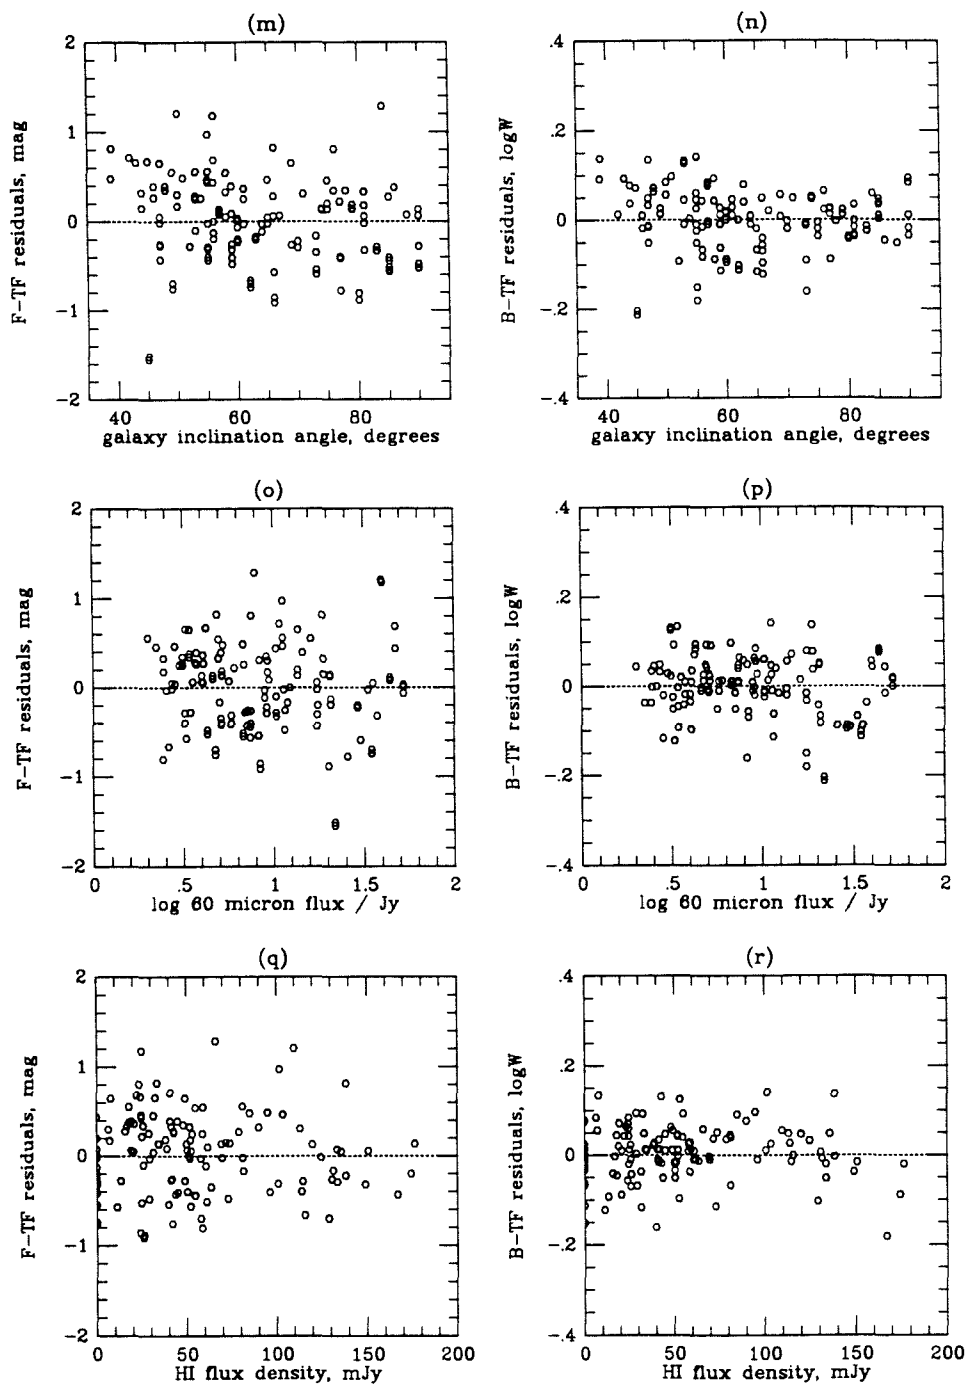 (m)
2
1
0
-1
-2
F-TF residuals, mag
40 60 80
galaxy inclination angle, degrees
(n)
.4
.2
0
-.2
-.4
B-TF residuals, logW
60 80
galaxy inclination angle, degrees
(o)
2
1
0
-1
-2
F-TF residuals, mag
0 .5 1 1.5 2
log 60 micron flux / Jy
(p)
.4
.2
0
-.2
-.4
B-TF residuals, logW
0 .5 1 1.5 2
log 60 micron flux / Jy
(q)
2
1
0
-1
-2
F-TF residuals, mag
0 50 100 150 200
HI flux density, mJy
(r)
.4
.2
0
-.2
-.4
B-TF residuals, logW
0 50 100 150 200
HI flux density, mJy